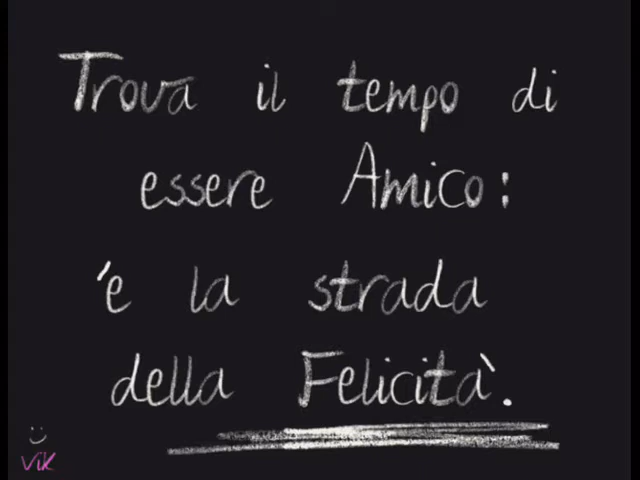 Trova il tempo di
essere Amico:
'e la strada
della Felicità.
Vik